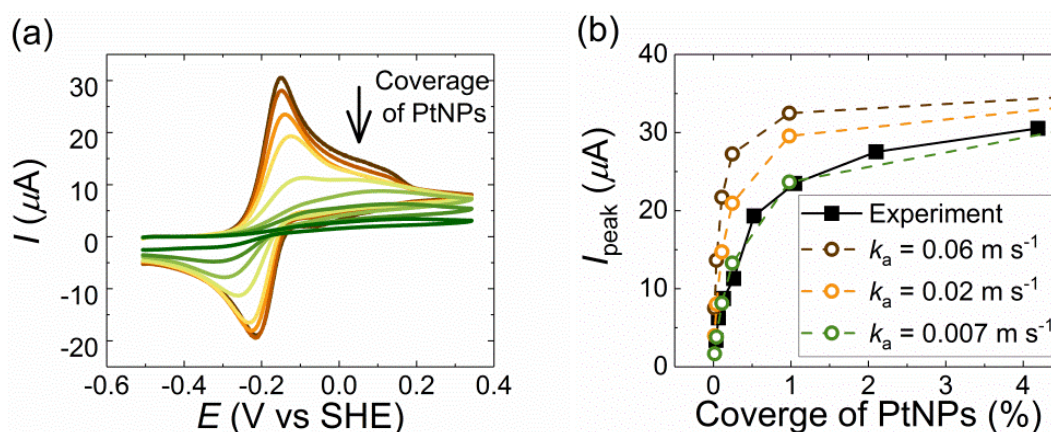 (a)
30
20
10
0
-10
-20
I (μA)
-0.6 -0.4 -0.2 0.0 0.2 0.4
E (V vs SHE)
Coverage
of PtNPs
(b)
40
30
20
10
0
I_peak (μA)
0 1 2 3 4
Coverge of PtNPs (%)
Experiment
k_a = 0.06 m s⁻¹
k_a = 0.02 m s⁻¹
k_a = 0.007 m s⁻¹